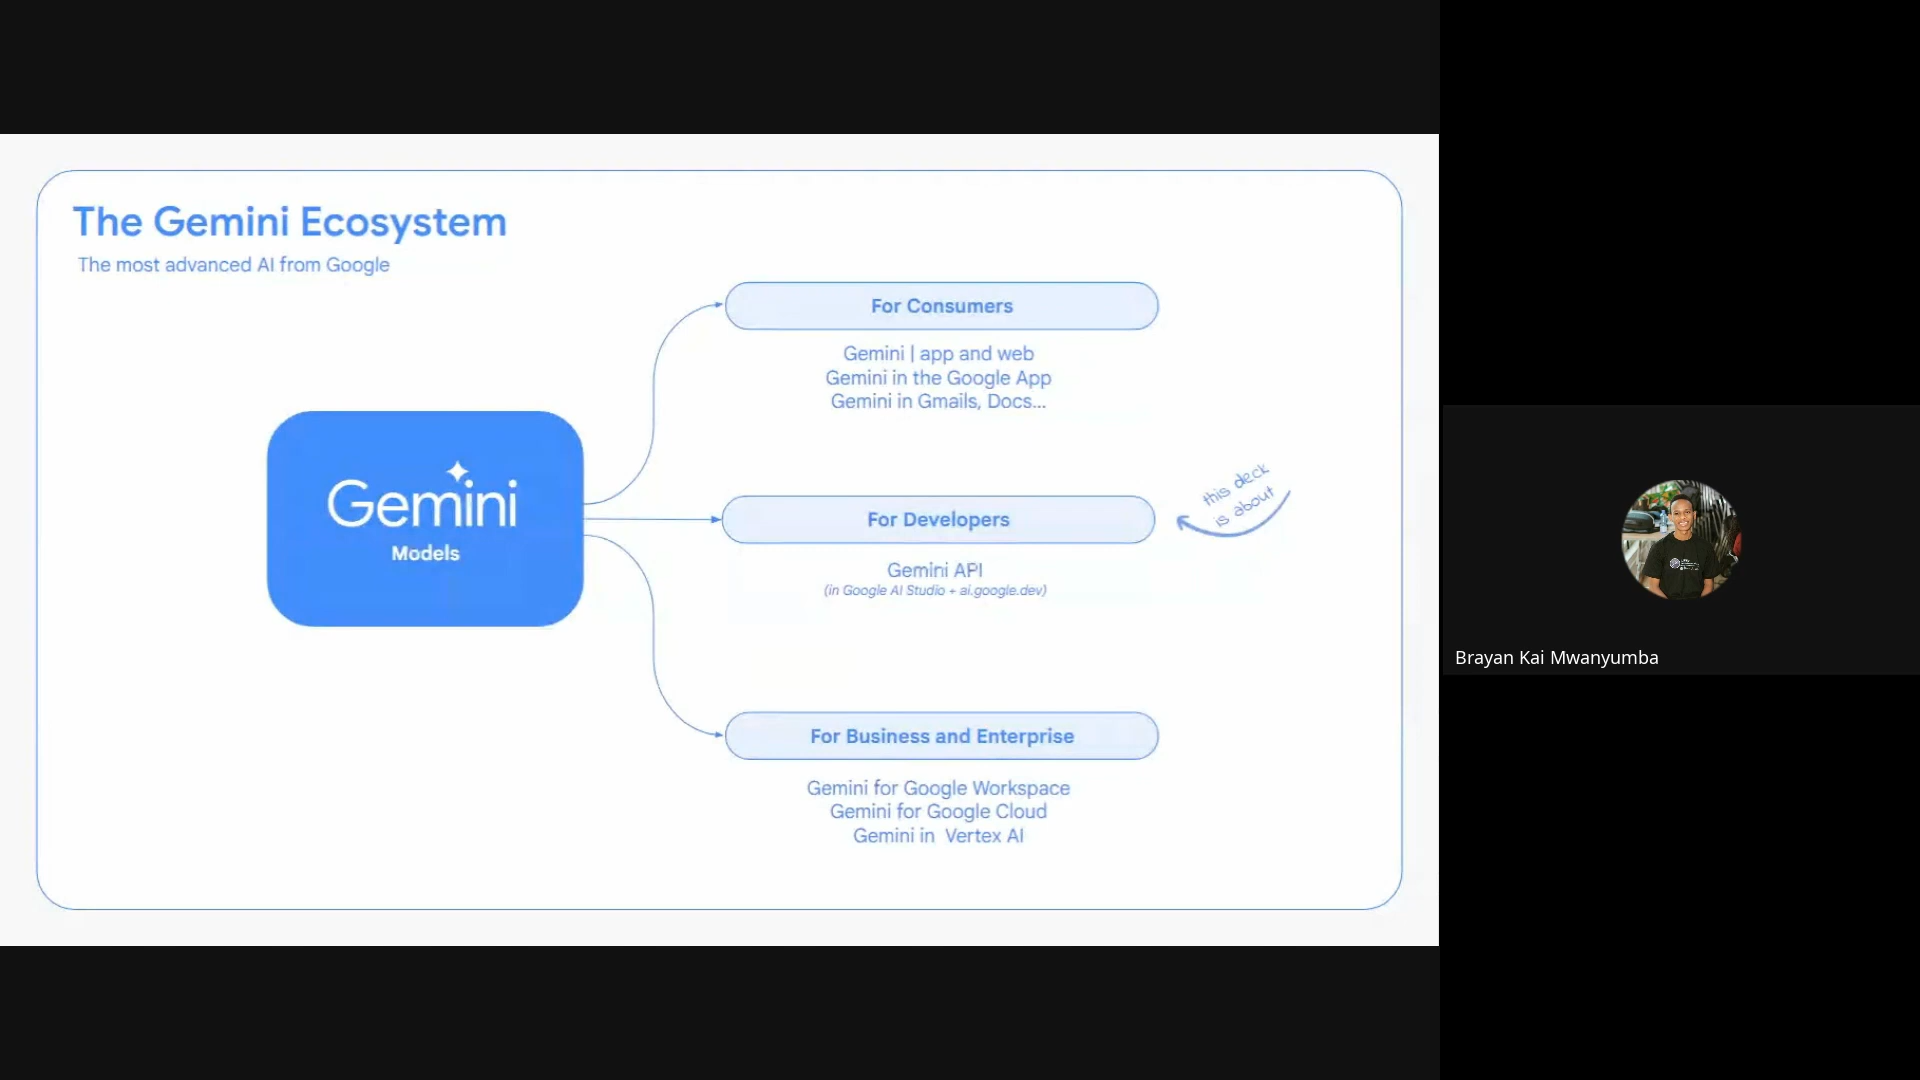 The Gemini Ecosystem
The most advanced AI from Google
For Consumers
Gemini | app and web
Gemini in the Google App
Gemini in Gmails, Docs...
Gemini
Models
For Developers
this deck
is about
Gemini API
(in Google AI Studio + ai.google.dev)
For Business and Enterprise
Gemini for Google Workspace
Gemini for Google Cloud
Gemini in Vertex AI
Brayan Kai Mwanyumba